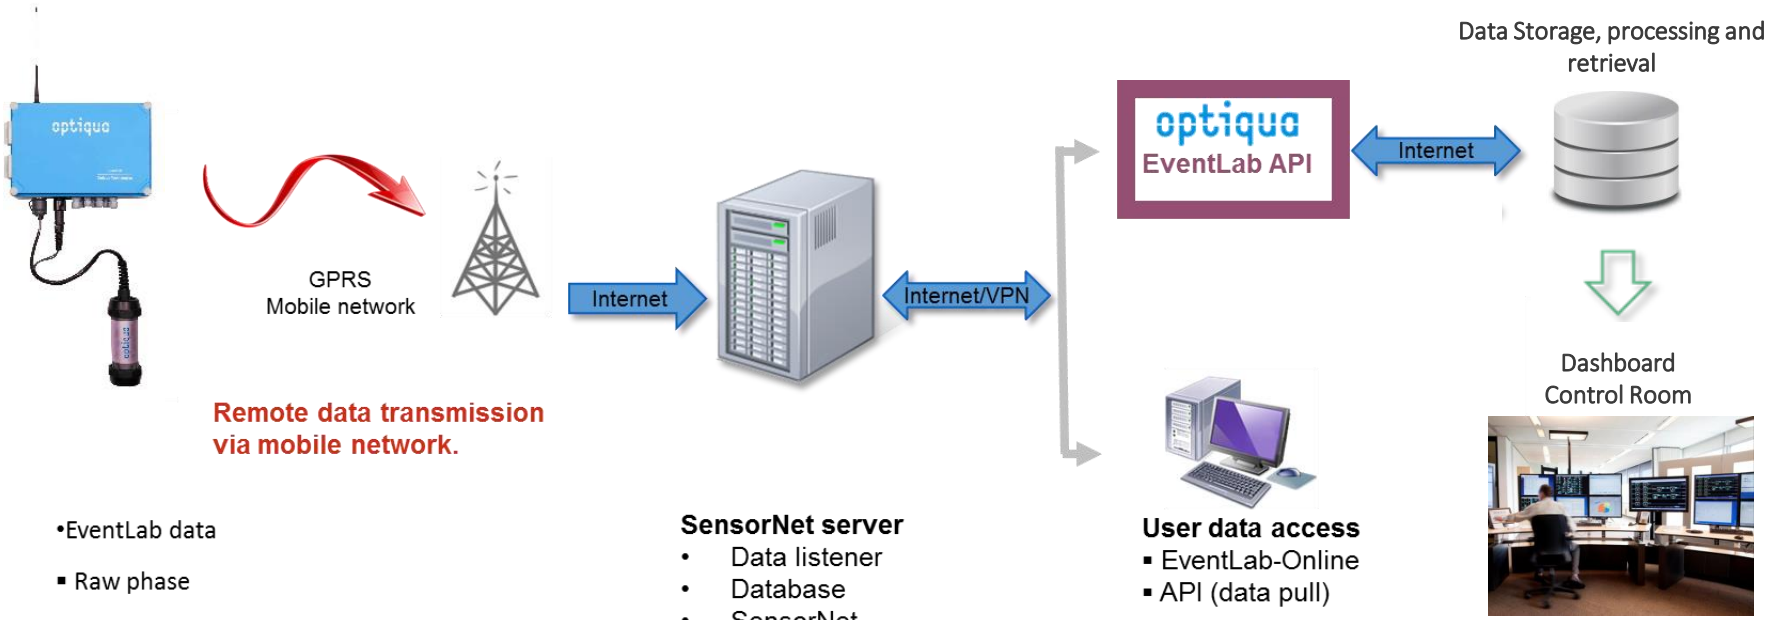 Data Storage, processing and
retrieval
optiqua
optiqua
EventLab API
Internet
GPRS
Mobile network
Internet
Internet/VPN
optiqua
Dashboard
Control Room
Remote data transmission
via mobile network.
•EventLab data
▪ Raw phase
SensorNet server
• Data listener
• Database
• SensorNet
User data access
▪ EventLab-Online
▪ API (data pull)